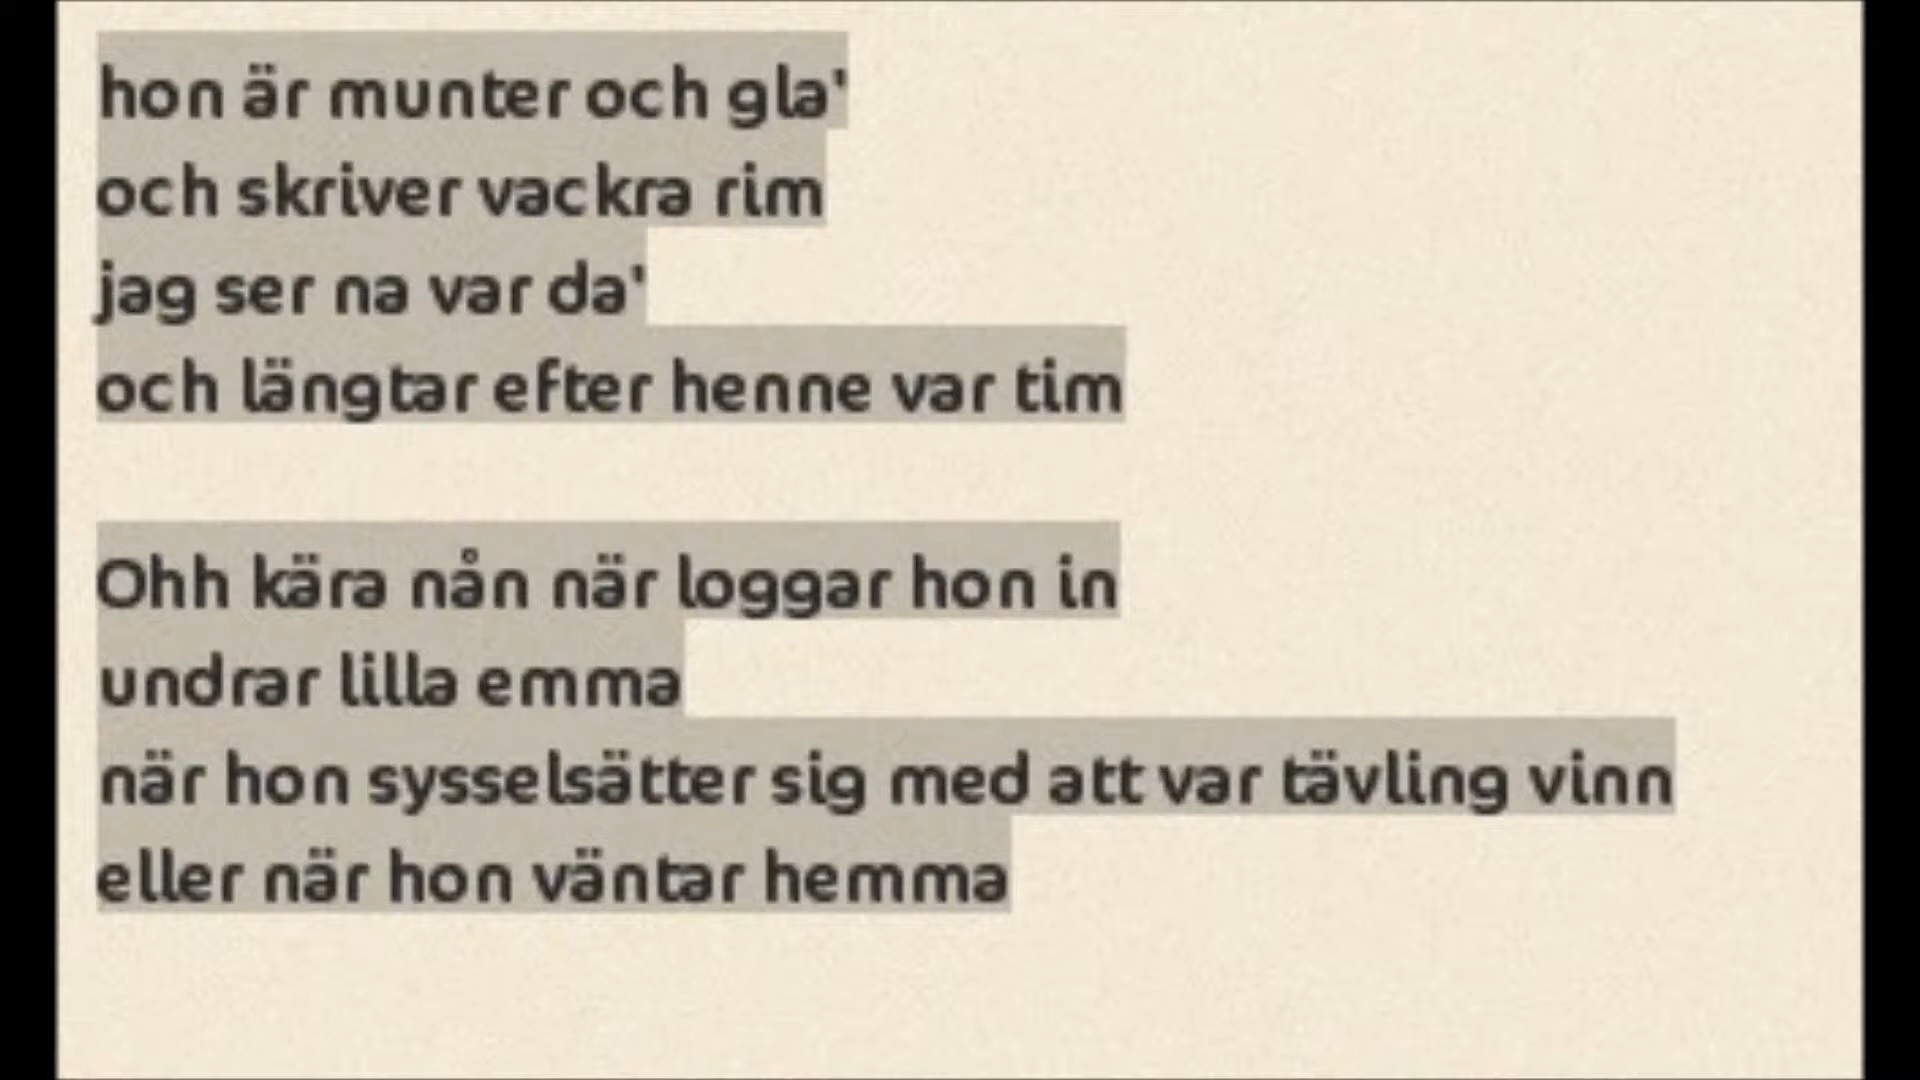 hon är munter och gla'
och skriver vackra rim
jag ser na var da'
och längtar efter henne var tim
Ohh kära nån när loggar hon in
undrar lilla emma
när hon sysselsätter sig med att var tävling vinn
eller när hon väntar hemma